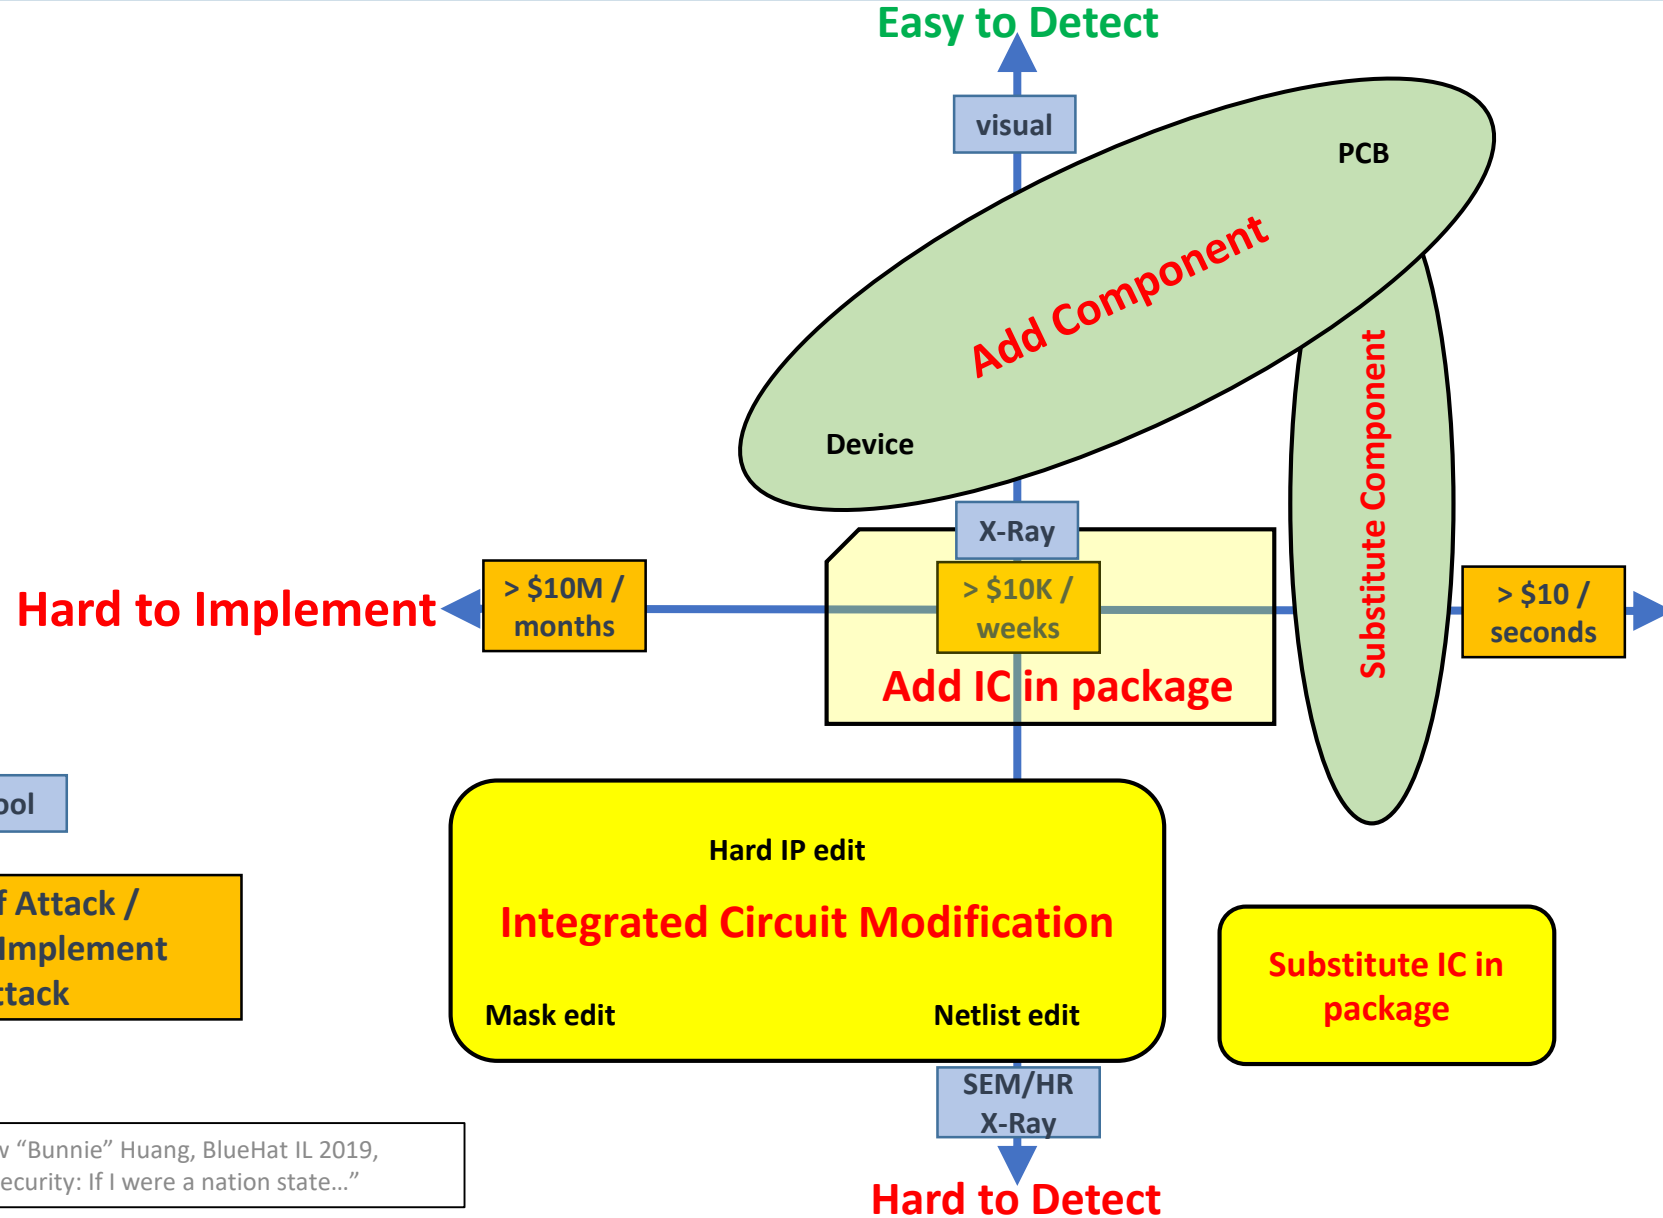 Easy to Detect
visual
PCB
Add Component
Device
Substitute Component
X-Ray
Hard to Implement
> $10M /
months
> $10K /
weeks
> $10 /
seconds
Add IC in package
Hard IP edit
Integrated Circuit Modification
Mask edit
Netlist edit
Substitute IC in
package
Attack /
Implement
SEM/HR
X-Ray
"Bunnie" Huang, BlueHat IL 2019,
If I were a nation state…"
Hard to Detect